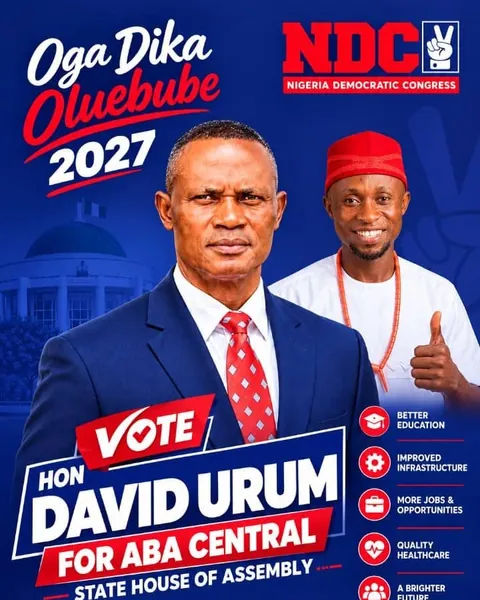 Oga Dika
Oluebube
2027
NDC
NIGERIA DEMOCRATIC CONGRESS
VOTE
HON
DAVID URUM
FOR ABA CENTRAL
STATE HOUSE OF ASSEMBLY
BETTER
EDUCATION
IMPROVED
INFRASTRUCTURE
MORE JOBS &
OPPORTUNITIES
QUALITY
HEALTHCARE
A BRIGHTER
FUTURE